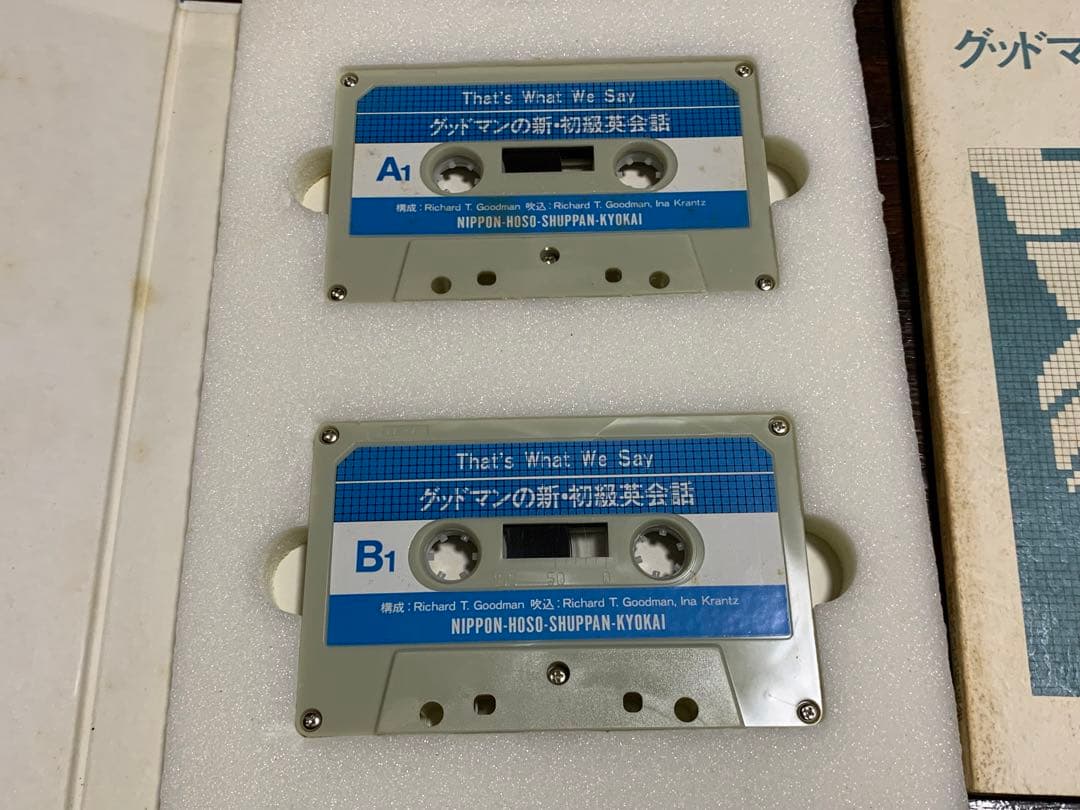 That's What We Say
グッドマンの新・初級英会話
A1
構成：Richard T. Goodman 吹込：Richard T. Goodman, Ina Krantz
NIPPON-HOSO-SHUPPAN-KYOKAI
That's What We Say
グッドマンの新・初級英会話
B1
50 0
構成：Richard T. Goodman 吹込：Richard T. Goodman, Ina Krantz
NIPPON-HOSO-SHUPPAN-KYOKAI
グッドマ